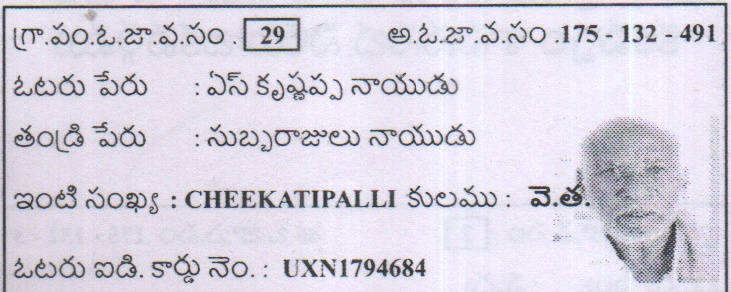 గ్రా.పం.ఓ.జా.వ.సం. 29 అ.ఓ.జా.వ.సం .175 - 132 - 491
ఓటరు పేరు : ఏస్ కృష్ణప్ప నాయుడు
తండ్రి పేరు : సుబ్బరాజులు నాయుడు
ఇంటి సంఖ్య : CHEEKATIPALLI కులము : వె.త.
ఓటరు ఐడి. కార్డు నెం. : UXN1794684